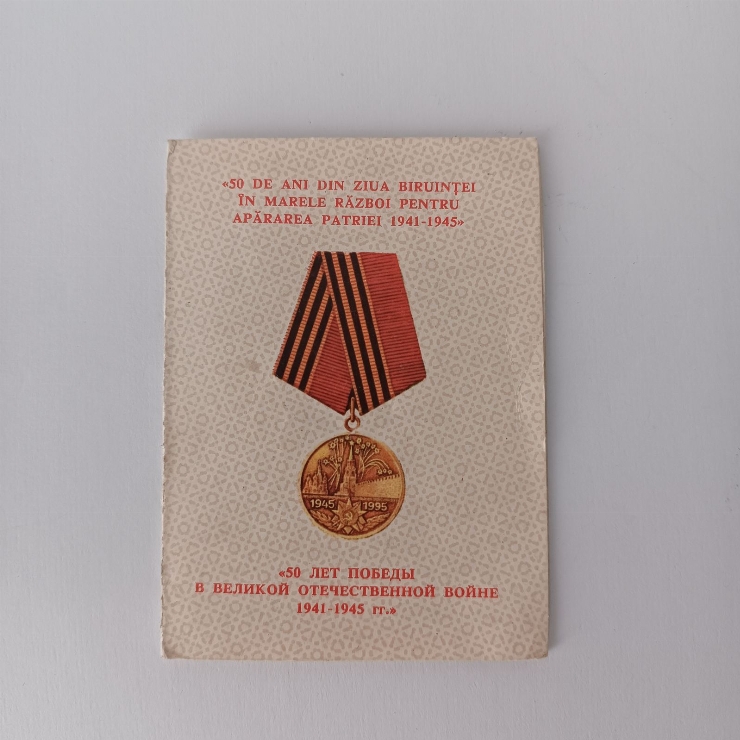 «50 DE ANI DIN ZIUA BIRUINŢEI
ÎN MARELE RĂZBOI PENTRU
APĂRAREA PATRIEI 1941-1945»
1945 1995
«50 ЛЕТ ПОБЕДЫ
В ВЕЛИКОЙ ОТЕЧЕСТВЕННОЙ ВОЙНЕ
1941-1945 гг.»